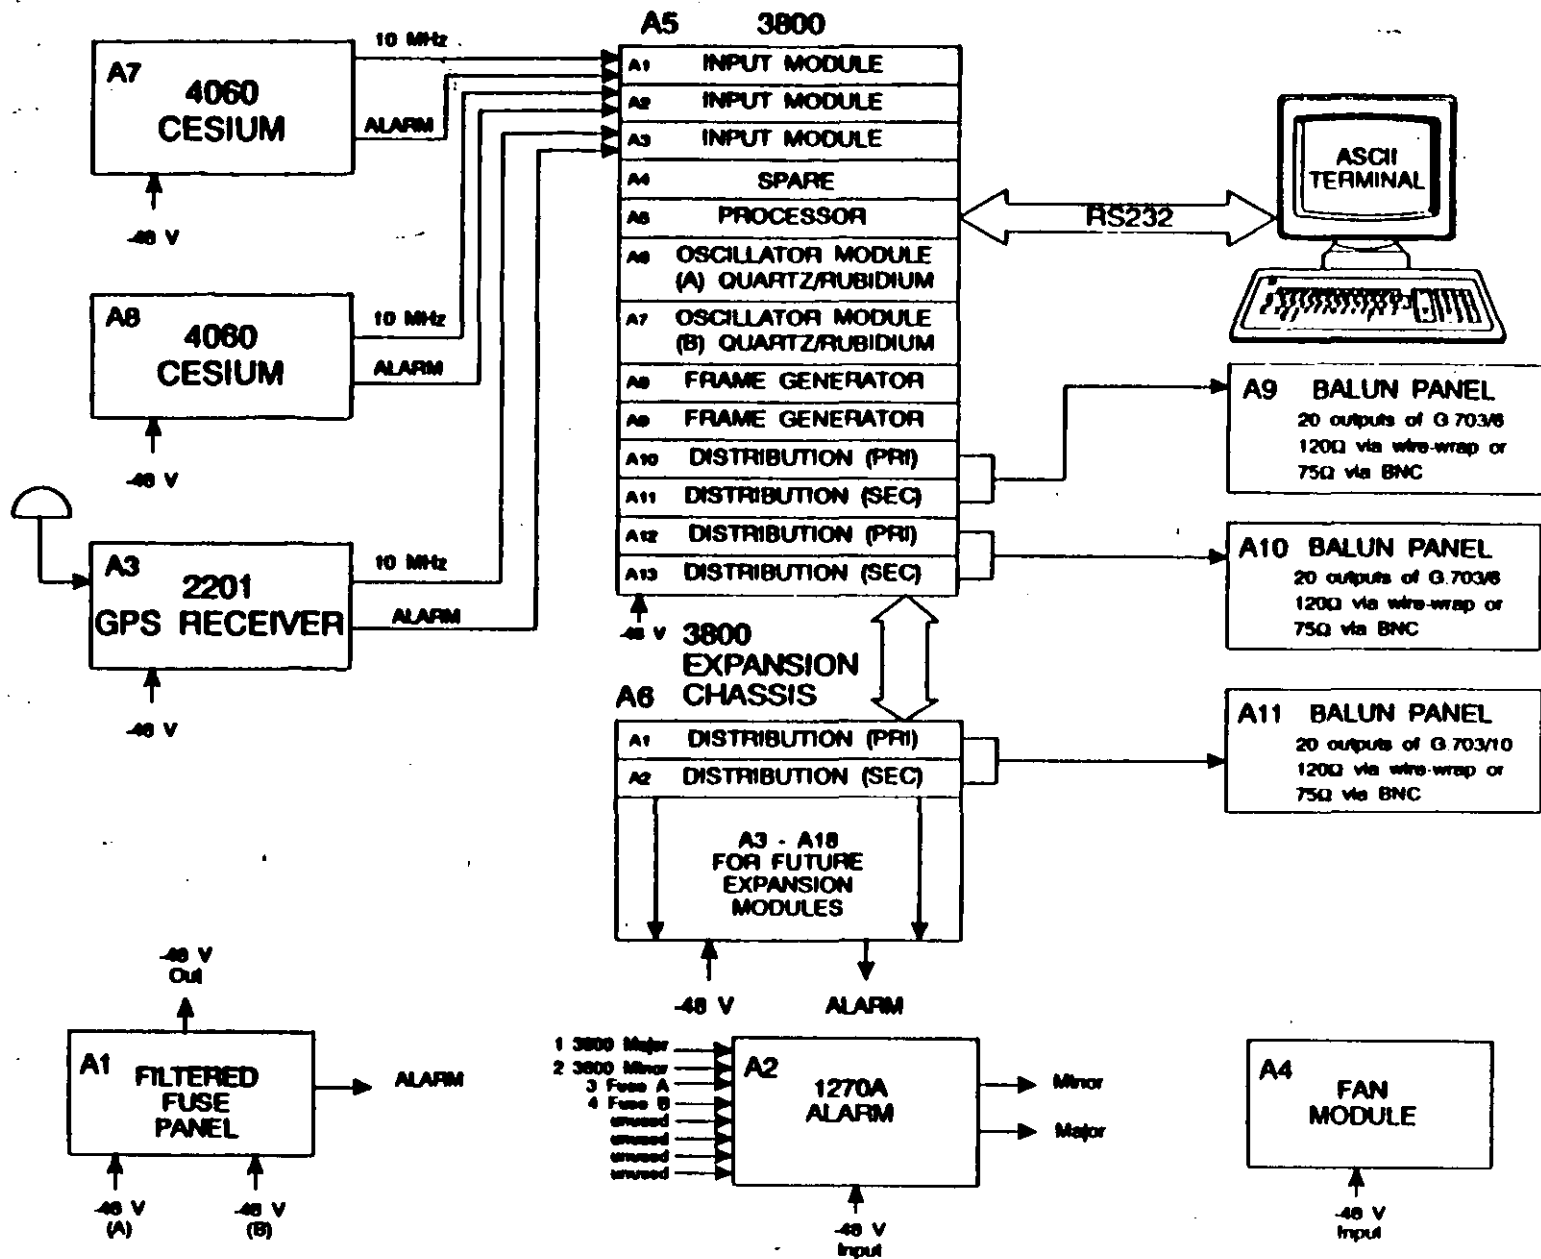 A5 3800
A7
4060
CESIUM
10 MHz
ALARM
-48 V
A8
4060
CESIUM
10 MHz
ALARM
-48 V
A3
2201
GPS RECEIVER
10 MHz
ALARM
-48 V
A1 INPUT MODULE
A2 INPUT MODULE
A3 INPUT MODULE
A4 SPARE
A5 PROCESSOR
A6 OSCILLATOR MODULE
(A) QUARTZ/RUBIDIUM
A7 OSCILLATOR MODULE
(B) QUARTZ/RUBIDIUM
A8 FRAME GENERATOR
A9 FRAME GENERATOR
A10 DISTRIBUTION (PRI)
A11 DISTRIBUTION (SEC)
A12 DISTRIBUTION (PRI)
A13 DISTRIBUTION (SEC)
-48 V
RS232
ASCII
TERMINAL
A9 BALUN PANEL
20 outputs of G.703/6
120Ω via wire-wrap or
75Ω via BNC
A10 BALUN PANEL
20 outputs of G.703/6
120Ω via wire-wrap or
75Ω via BNC
3800
EXPANSION
A6 CHASSIS
A1 DISTRIBUTION (PRI)
A2 DISTRIBUTION (SEC)
A3 - A18
FOR FUTURE
EXPANSION
MODULES
-48 V
ALARM
A11 BALUN PANEL
20 outputs of G.703/10
120Ω via wire-wrap or
75Ω via BNC
-48 V
Out
A1
FILTERED
FUSE
PANEL
ALARM
-48 V
(A)
-48 V
(B)
1 3800 Major
2 3800 Minor
3 Fuse A
4 Fuse B
unused
unused
unused
unused
A2
1270A
ALARM
Minor
Major
-48 V
Input
A4
FAN
MODULE
-48 V
Input